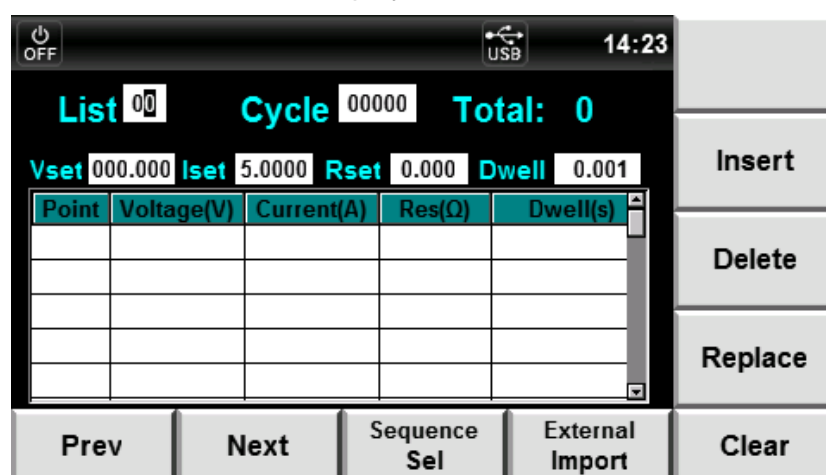 OFF USB 14:23
List 00 Cycle 00000 Total: 0
Vset 000.000 Iset 5.0000 Rset 0.000 Dwell 0.001
Point Voltage(V) Current(A) Res(Ω) Dwell(s)
Insert
Delete
Replace
Clear
Prev
Next
Sequence
Sel
External
Import